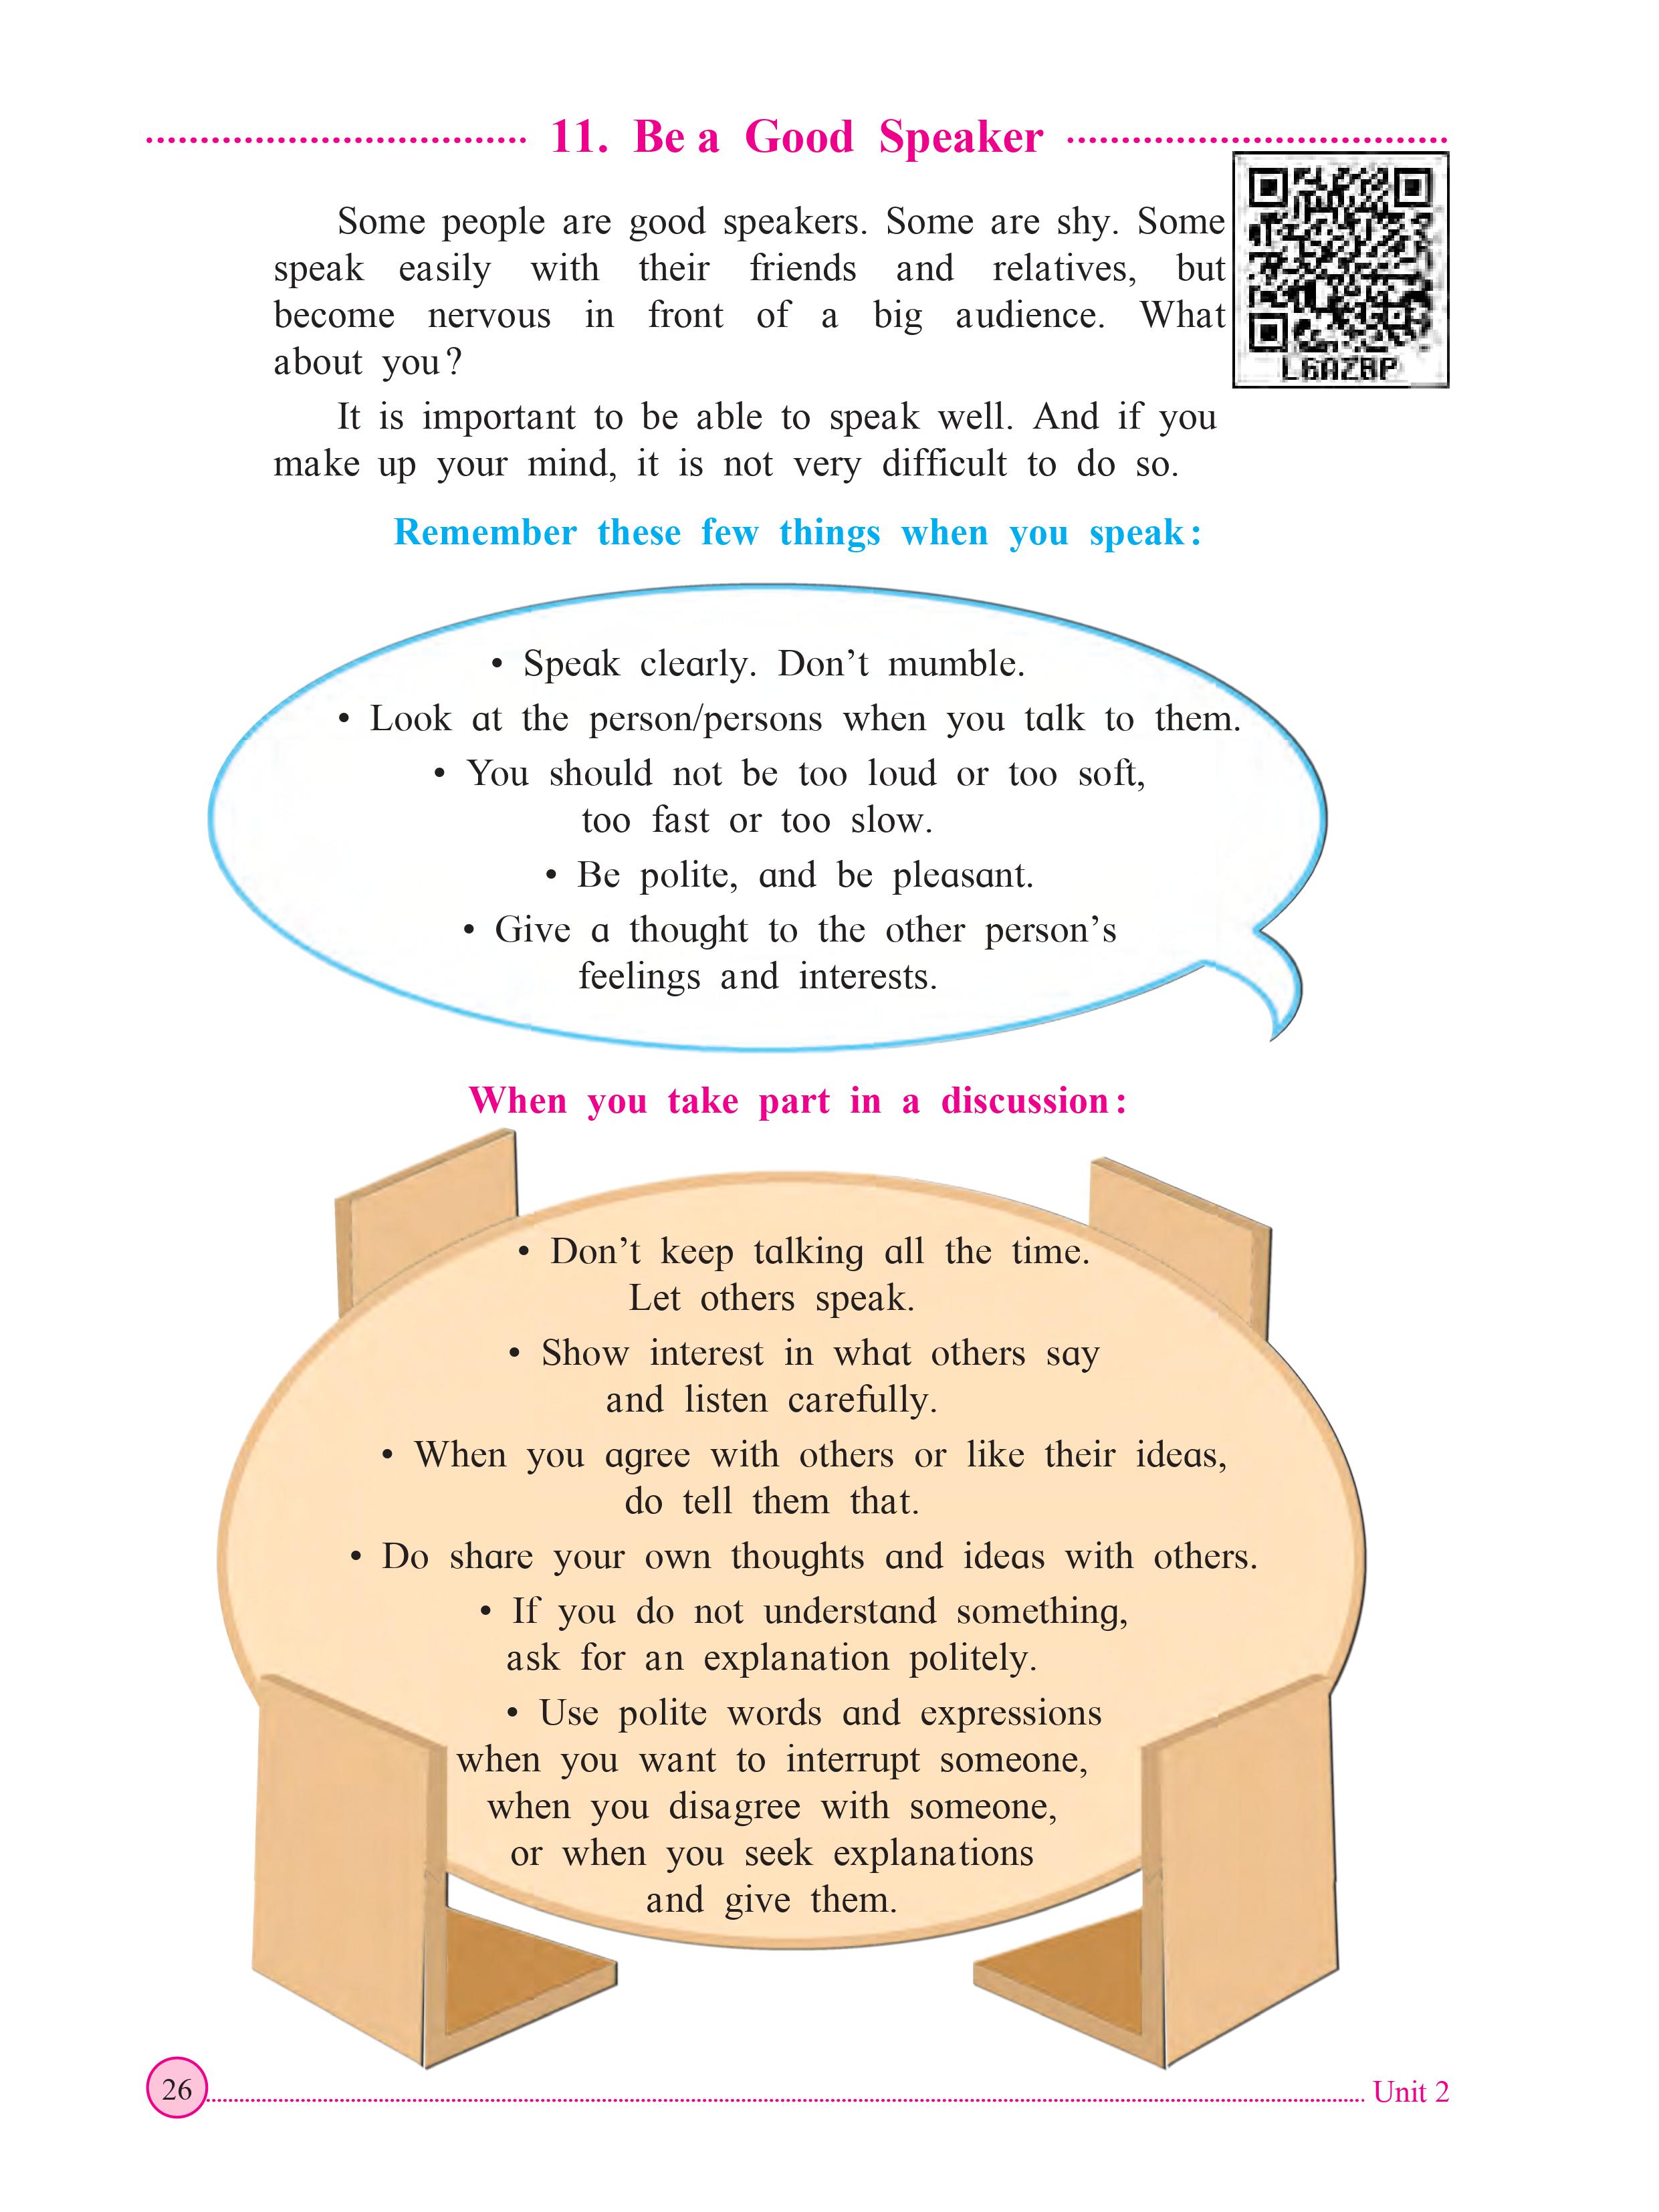 11. Be a Good Speaker
Some people are good speakers. Some are shy. Some
speak easily with their friends and relatives, but
become nervous in front of a big audience. What
about you?
L6AZ8P
It is important to be able to speak well. And if you
make up your mind, it is not very difficult to do so.
Remember these few things when you speak:
• Speak clearly. Don’t mumble.
• Look at the person/persons when you talk to them.
• You should not be too loud or too soft,
too fast or too slow.
• Be polite, and be pleasant.
• Give a thought to the other person’s
feelings and interests.
When you take part in a discussion:
• Don’t keep talking all the time.
Let others speak.
• Show interest in what others say
and listen carefully.
• When you agree with others or like their ideas,
do tell them that.
• Do share your own thoughts and ideas with others.
• If you do not understand something,
ask for an explanation politely.
• Use polite words and expressions
when you want to interrupt someone,
when you disagree with someone,
or when you seek explanations
and give them.
26
Unit 2